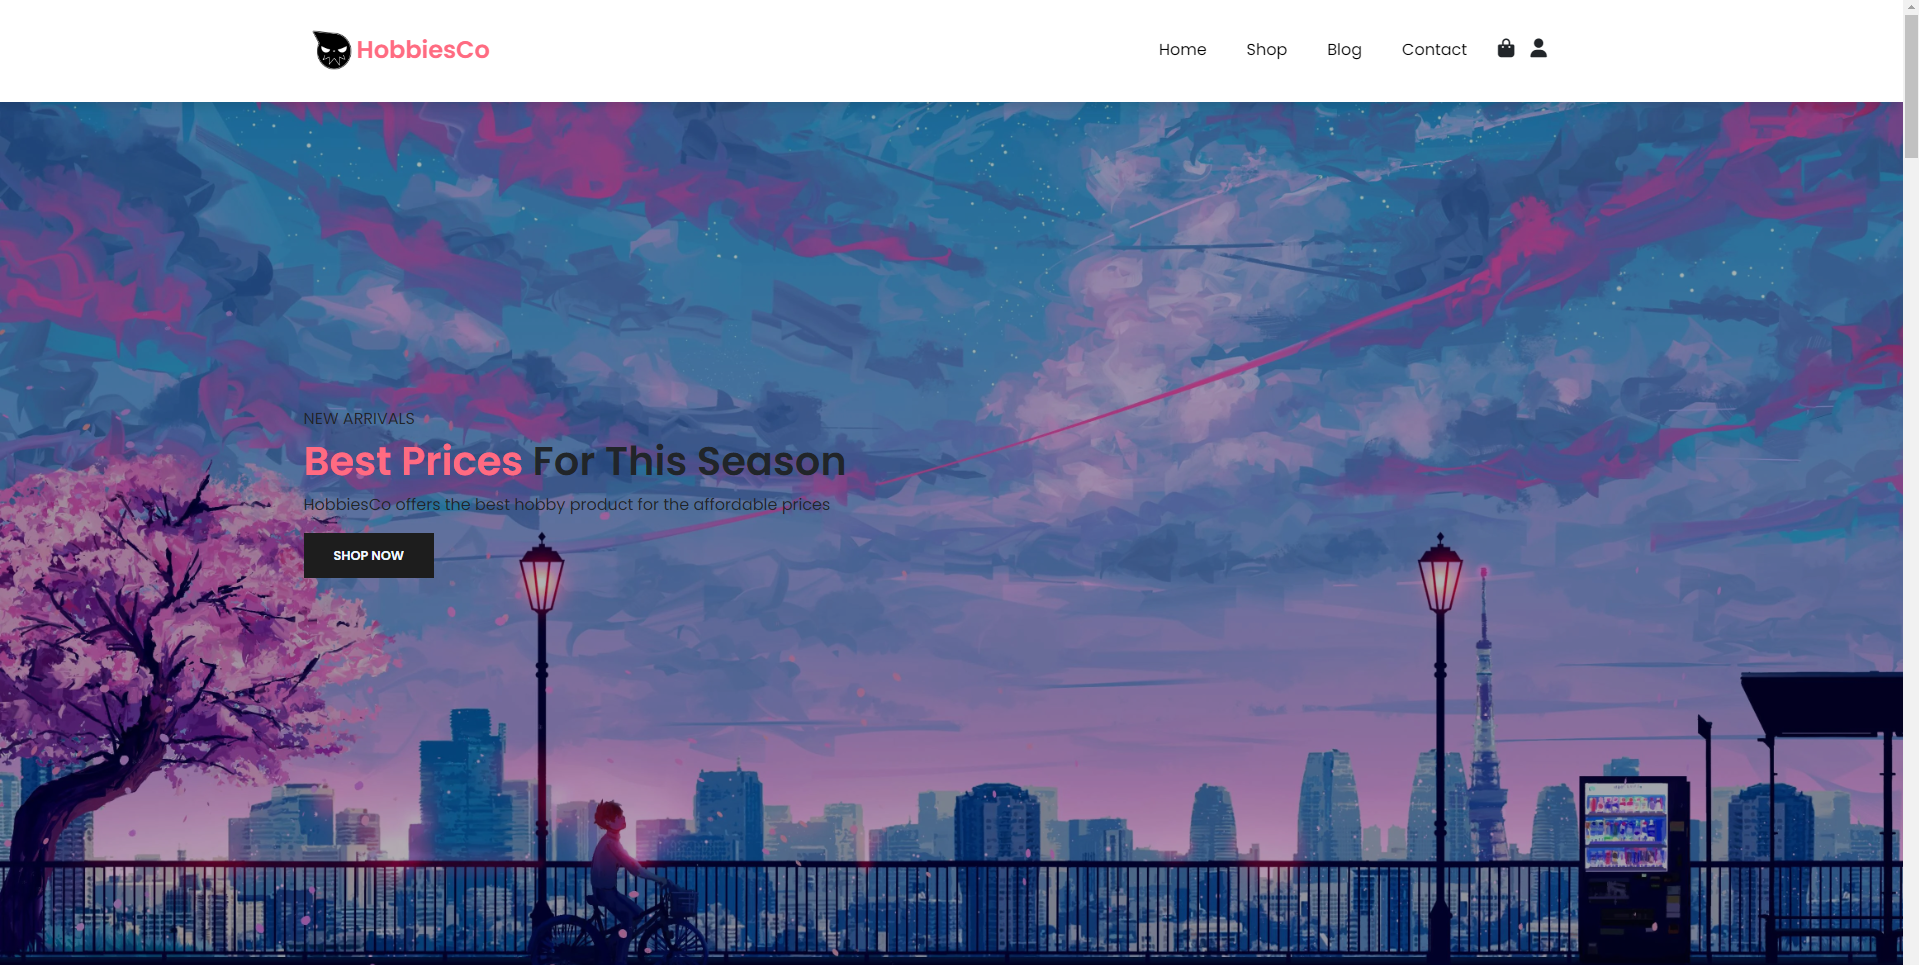 HobbiesCo
Home Shop Blog Contact
NEW ARRIVALS
Best Prices For This Season
HobbiesCo offers the best hobby product for the affordable prices
SHOP NOW